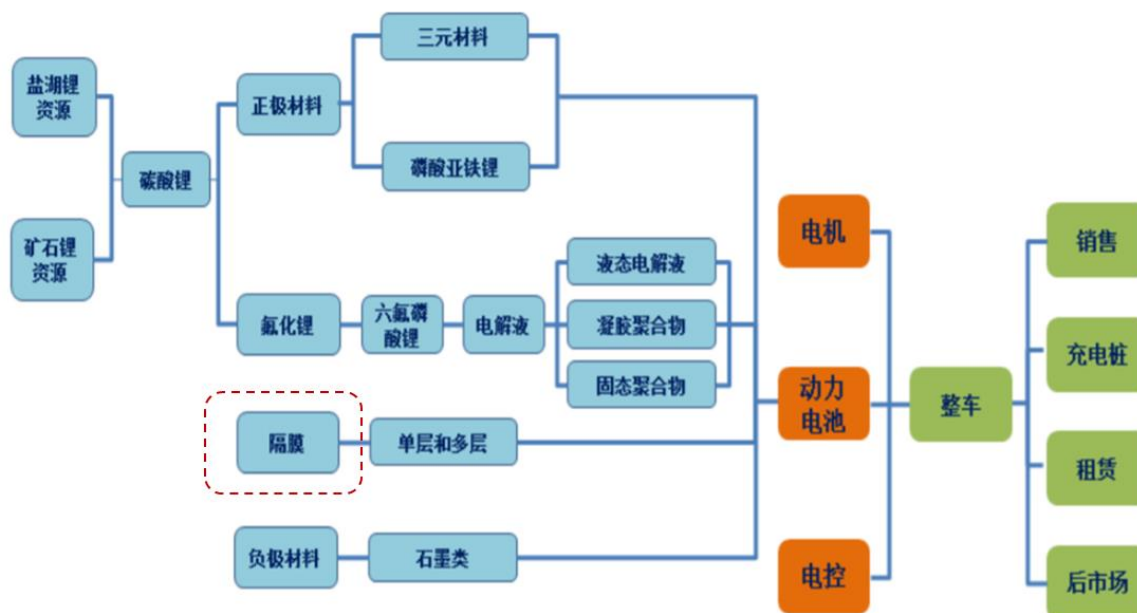 盐湖锂
资源
矿石锂
资源
碳酸锂
正极材料
三元材料
磷酸亚铁锂
氟化锂
六氟磷
酸锂
电解液
液态电解液
凝胶聚合物
固态聚合物
隔膜
单层和多层
负极材料
石墨类
电机
动力
电池
电控
整车
销售
充电桩
租赁
后市场